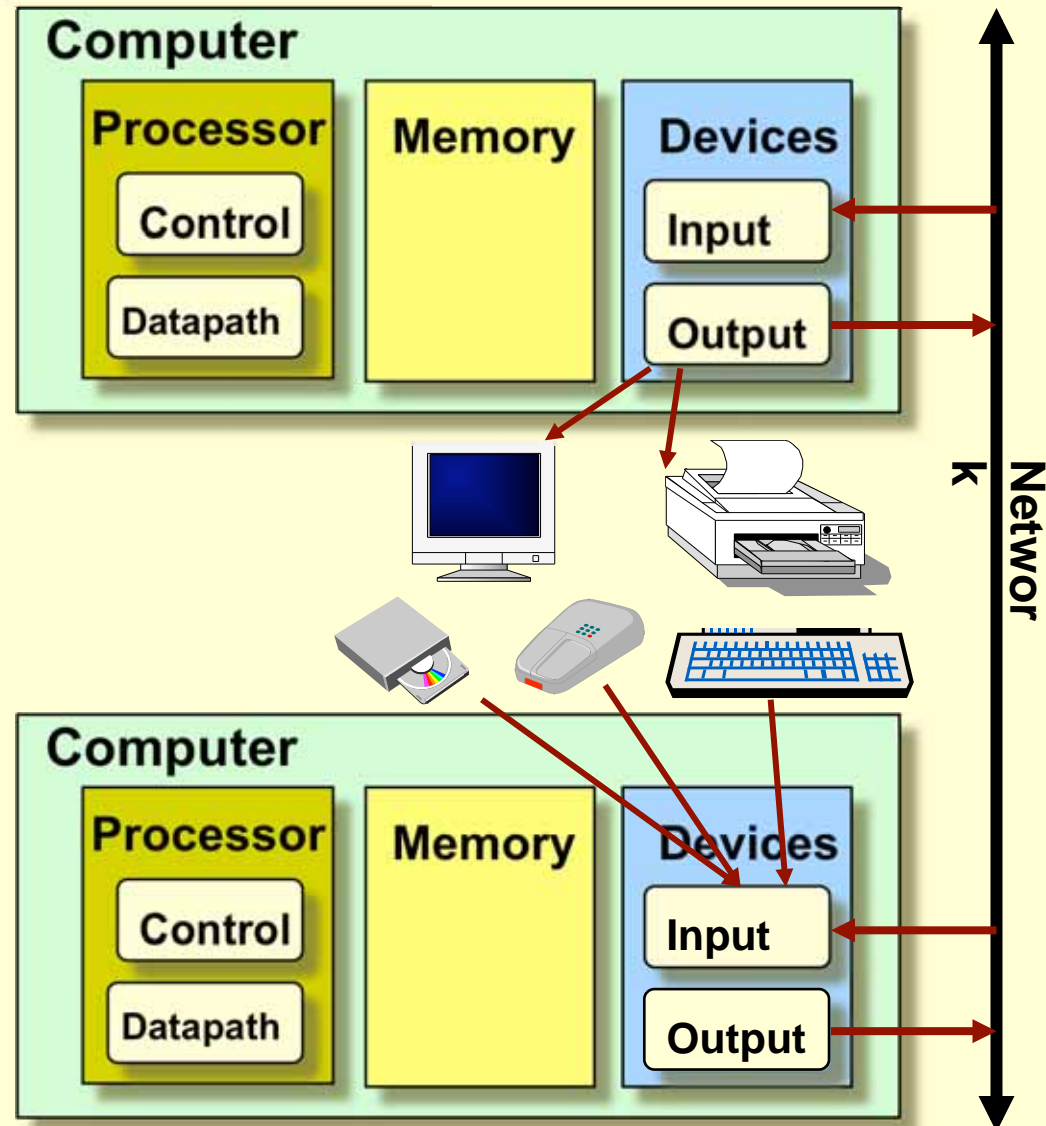 Computer
Processor
Memory
Devices
Control
Input
Datapath
Output
Networ
k
Computer
Processor
Memory
Devices
Control
Input
Datapath
Output